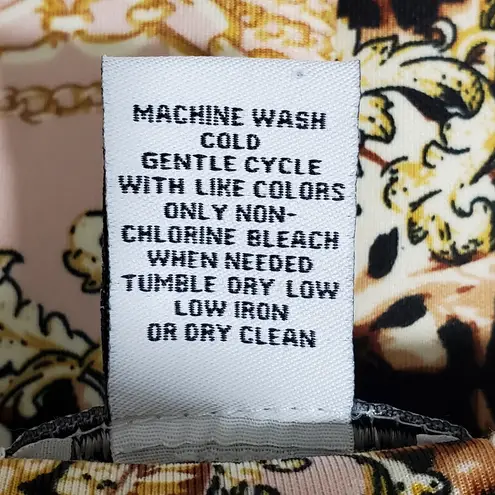 MACHINE WASH
COLD
GENTLE CYCLE
WITH LIKE COLORS
ONLY NON-
CHLORINE BLEACH
WHEN NEEDED
TUMBLE DRY LOW
LOW IRON
OR DRY CLEAN